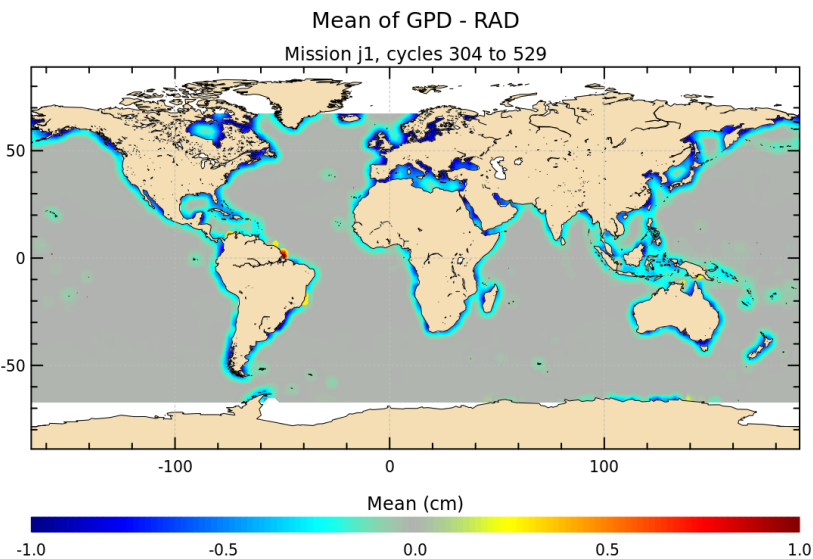 Mean of GPD - RAD
Mission j1, cycles 304 to 529
50
0
-50
-100 0 100
Mean (cm)
-1.0 -0.5 0.0 0.5 1.0